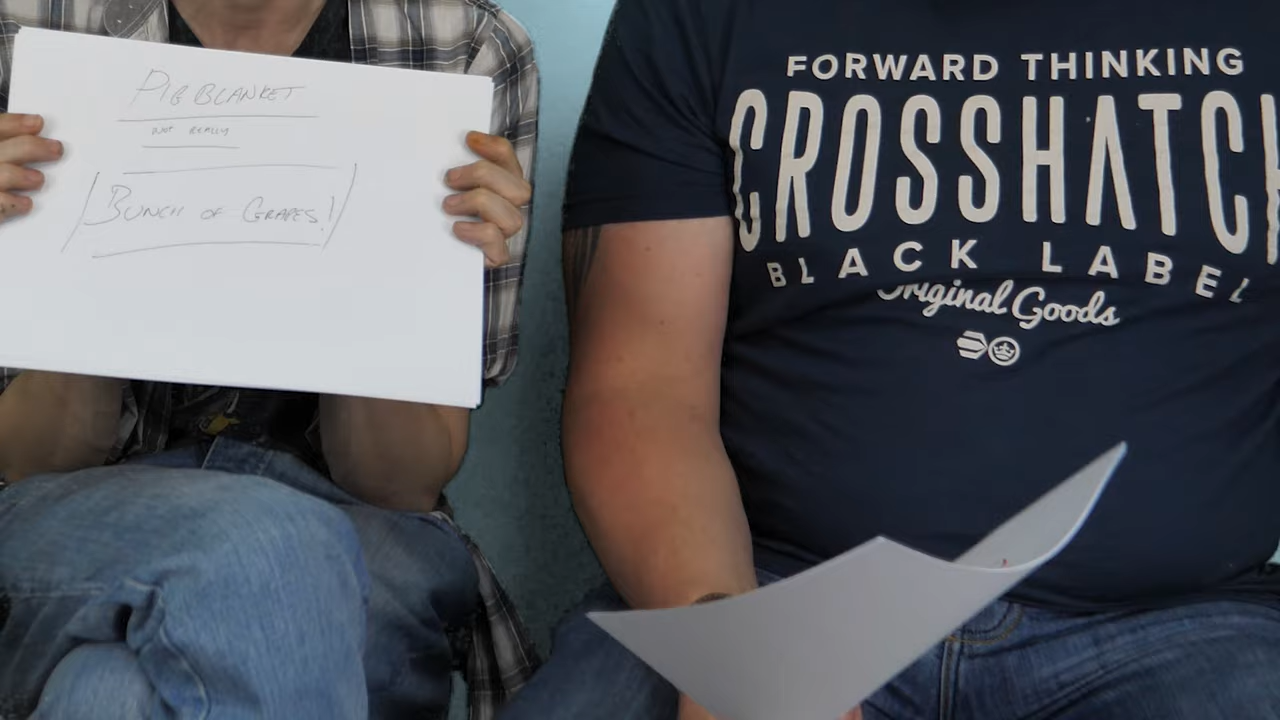 PIG BLANKET
NOT REALLY
BUNCH OF GRAPES!
FORWARD THINKING
CROSSHATCH
BLACK LABEL
Original Goods